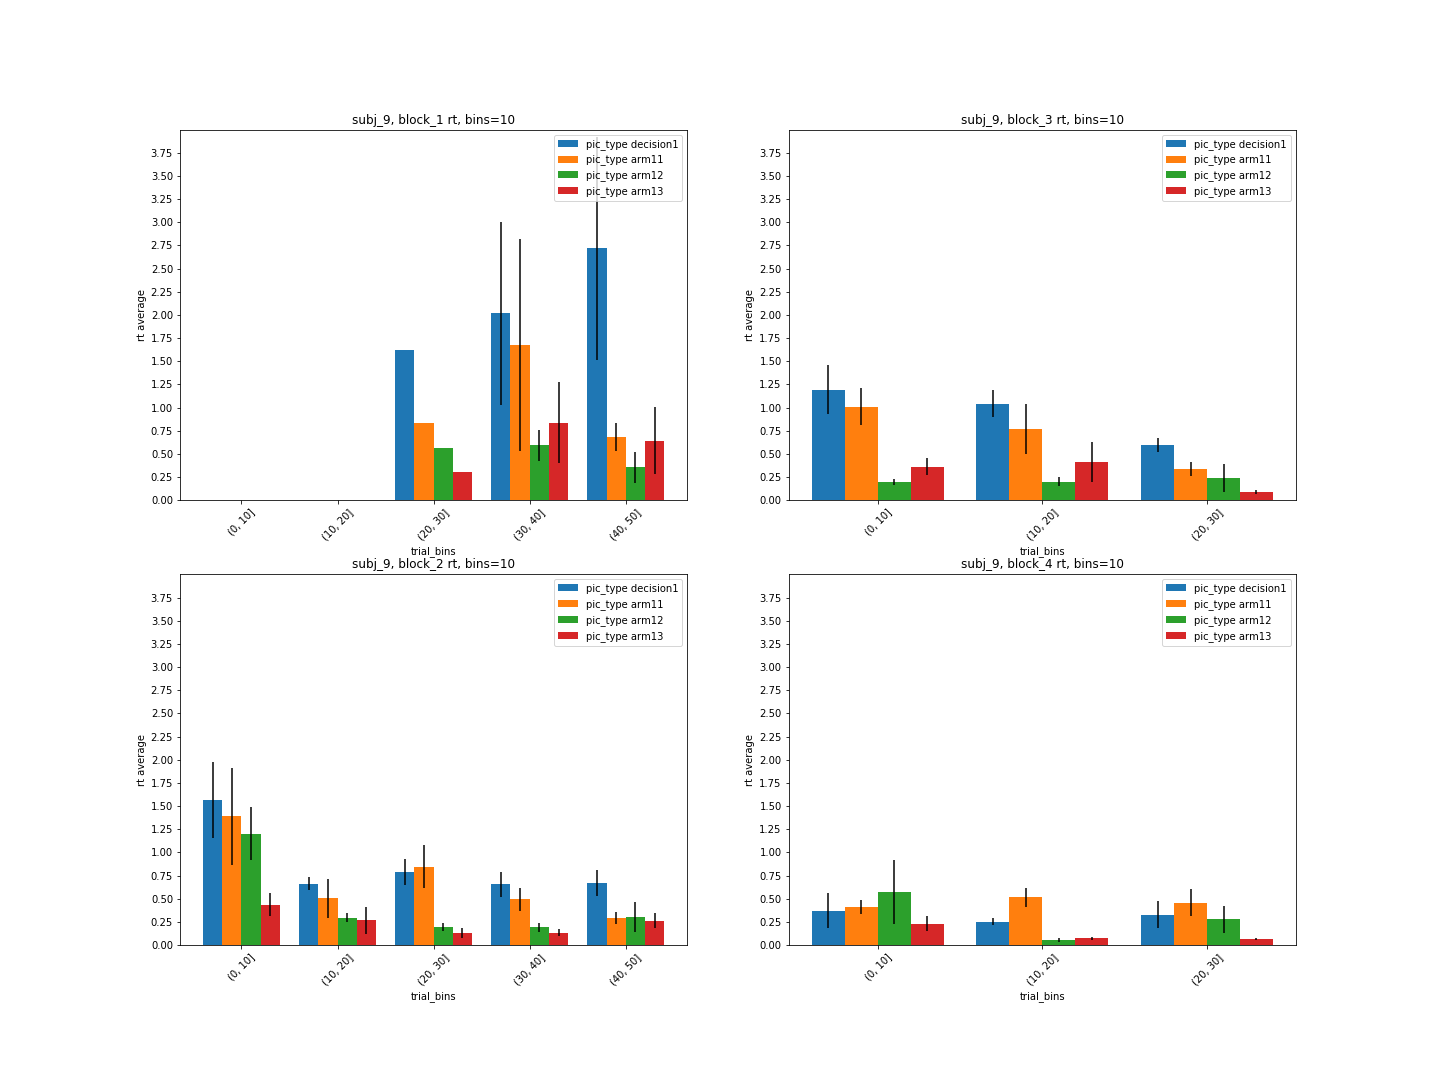 subj_9, block_1 rt, bins=10
pic_type decision1
pic_type arm11
pic_type arm12
pic_type arm13
3.75
3.50
3.25
3.00
2.75
2.50
2.25
2.00
1.75
1.50
1.25
1.00
0.75
0.50
0.25
0.00
rt average
(0, 10]
(10, 20]
(20, 30]
(30, 40]
(40, 50]
trial_bins
subj_9, block_3 rt, bins=10
pic_type decision1
pic_type arm11
pic_type arm12
pic_type arm13
3.75
3.50
3.25
3.00
2.75
2.50
2.25
2.00
1.75
1.50
1.25
1.00
0.75
0.50
0.25
0.00
rt average
(0, 10]
(10, 20]
(20, 30]
trial_bins
subj_9, block_2 rt, bins=10
pic_type decision1
pic_type arm11
pic_type arm12
pic_type arm13
3.75
3.50
3.25
3.00
2.75
2.50
2.25
2.00
1.75
1.50
1.25
1.00
0.75
0.50
0.25
0.00
rt average
(0, 10]
(10, 20]
(20, 30]
(30, 40]
(40, 50]
trial_bins
subj_9, block_4 rt, bins=10
pic_type decision1
pic_type arm11
pic_type arm12
pic_type arm13
3.75
3.50
3.25
3.00
2.75
2.50
2.25
2.00
1.75
1.50
1.25
1.00
0.75
0.50
0.25
0.00
rt average
(0, 10]
(10, 20]
(20, 30]
trial_bins